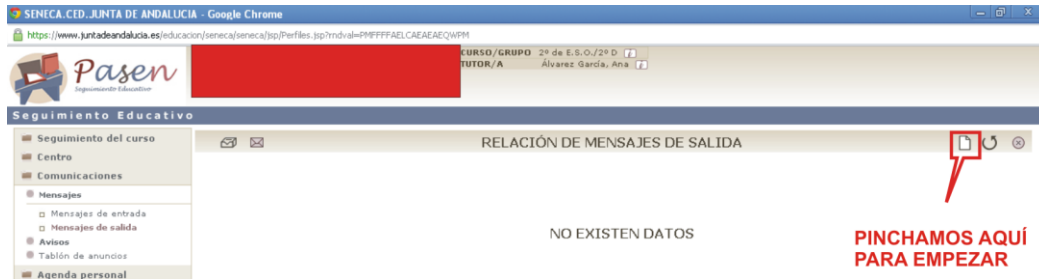 SENECA.CED.JUNTA DE ANDALUCIA - Google Chrome
https://www.juntadeandalucia.es/educacion/seneca/seneca/jsp/Perfiles.jsp?rndval=PMFFFFAELCAEAEAEQWPM
Pasen
Seguimiento Educativo
CURSO/GRUPO 2º de E.S.O./2º D
TUTOR/A Álvarez García, Ana
Seguimiento Educativo
Seguimiento del curso
Centro
Comunicaciones
Mensajes
Mensajes de entrada
Mensajes de salida
Avisos
Tablón de anuncios
Agenda personal
RELACIÓN DE MENSAJES DE SALIDA
NO EXISTEN DATOS
PINCHAMOS AQUÍ
PARA EMPEZAR